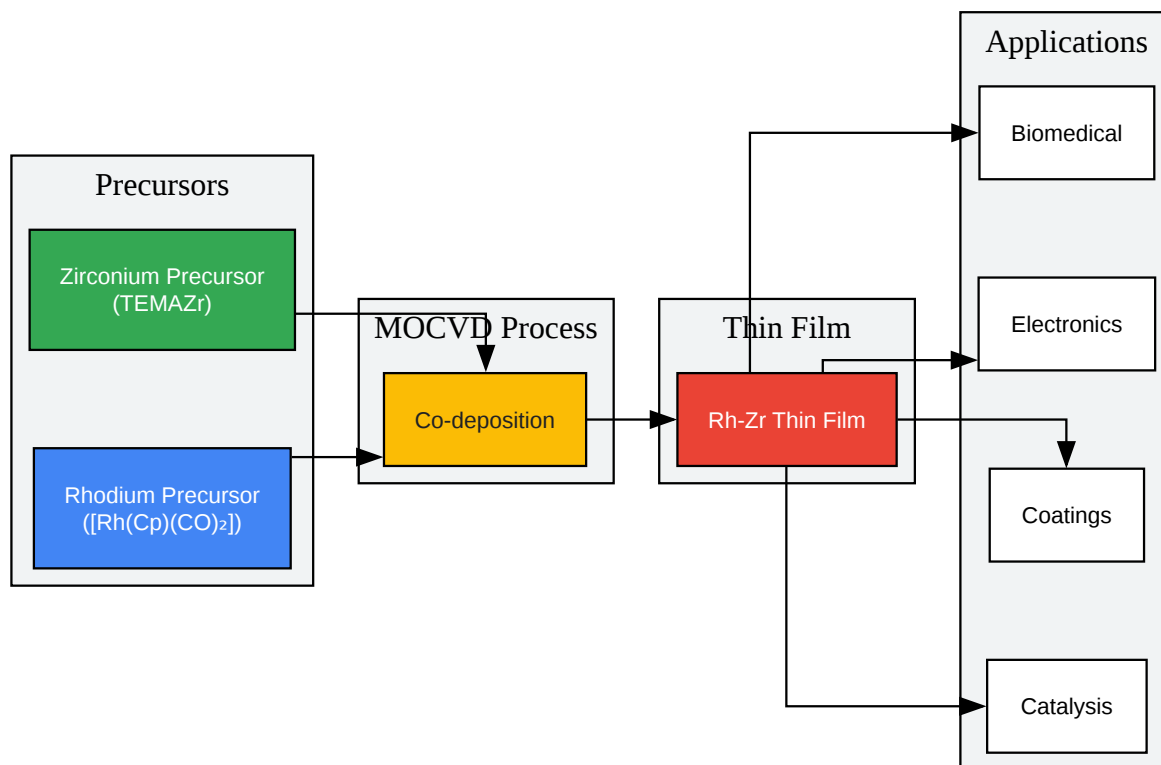 Applications
Biomedical
Precursors
Zirconium Precursor
(TEMAZr)
MOCVD Process
Thin Film
Electronics
Co-deposition
Rh-Zr Thin Film
Rhodium Precursor
([Rh(Cp)(CO)₂])
Coatings
Catalysis